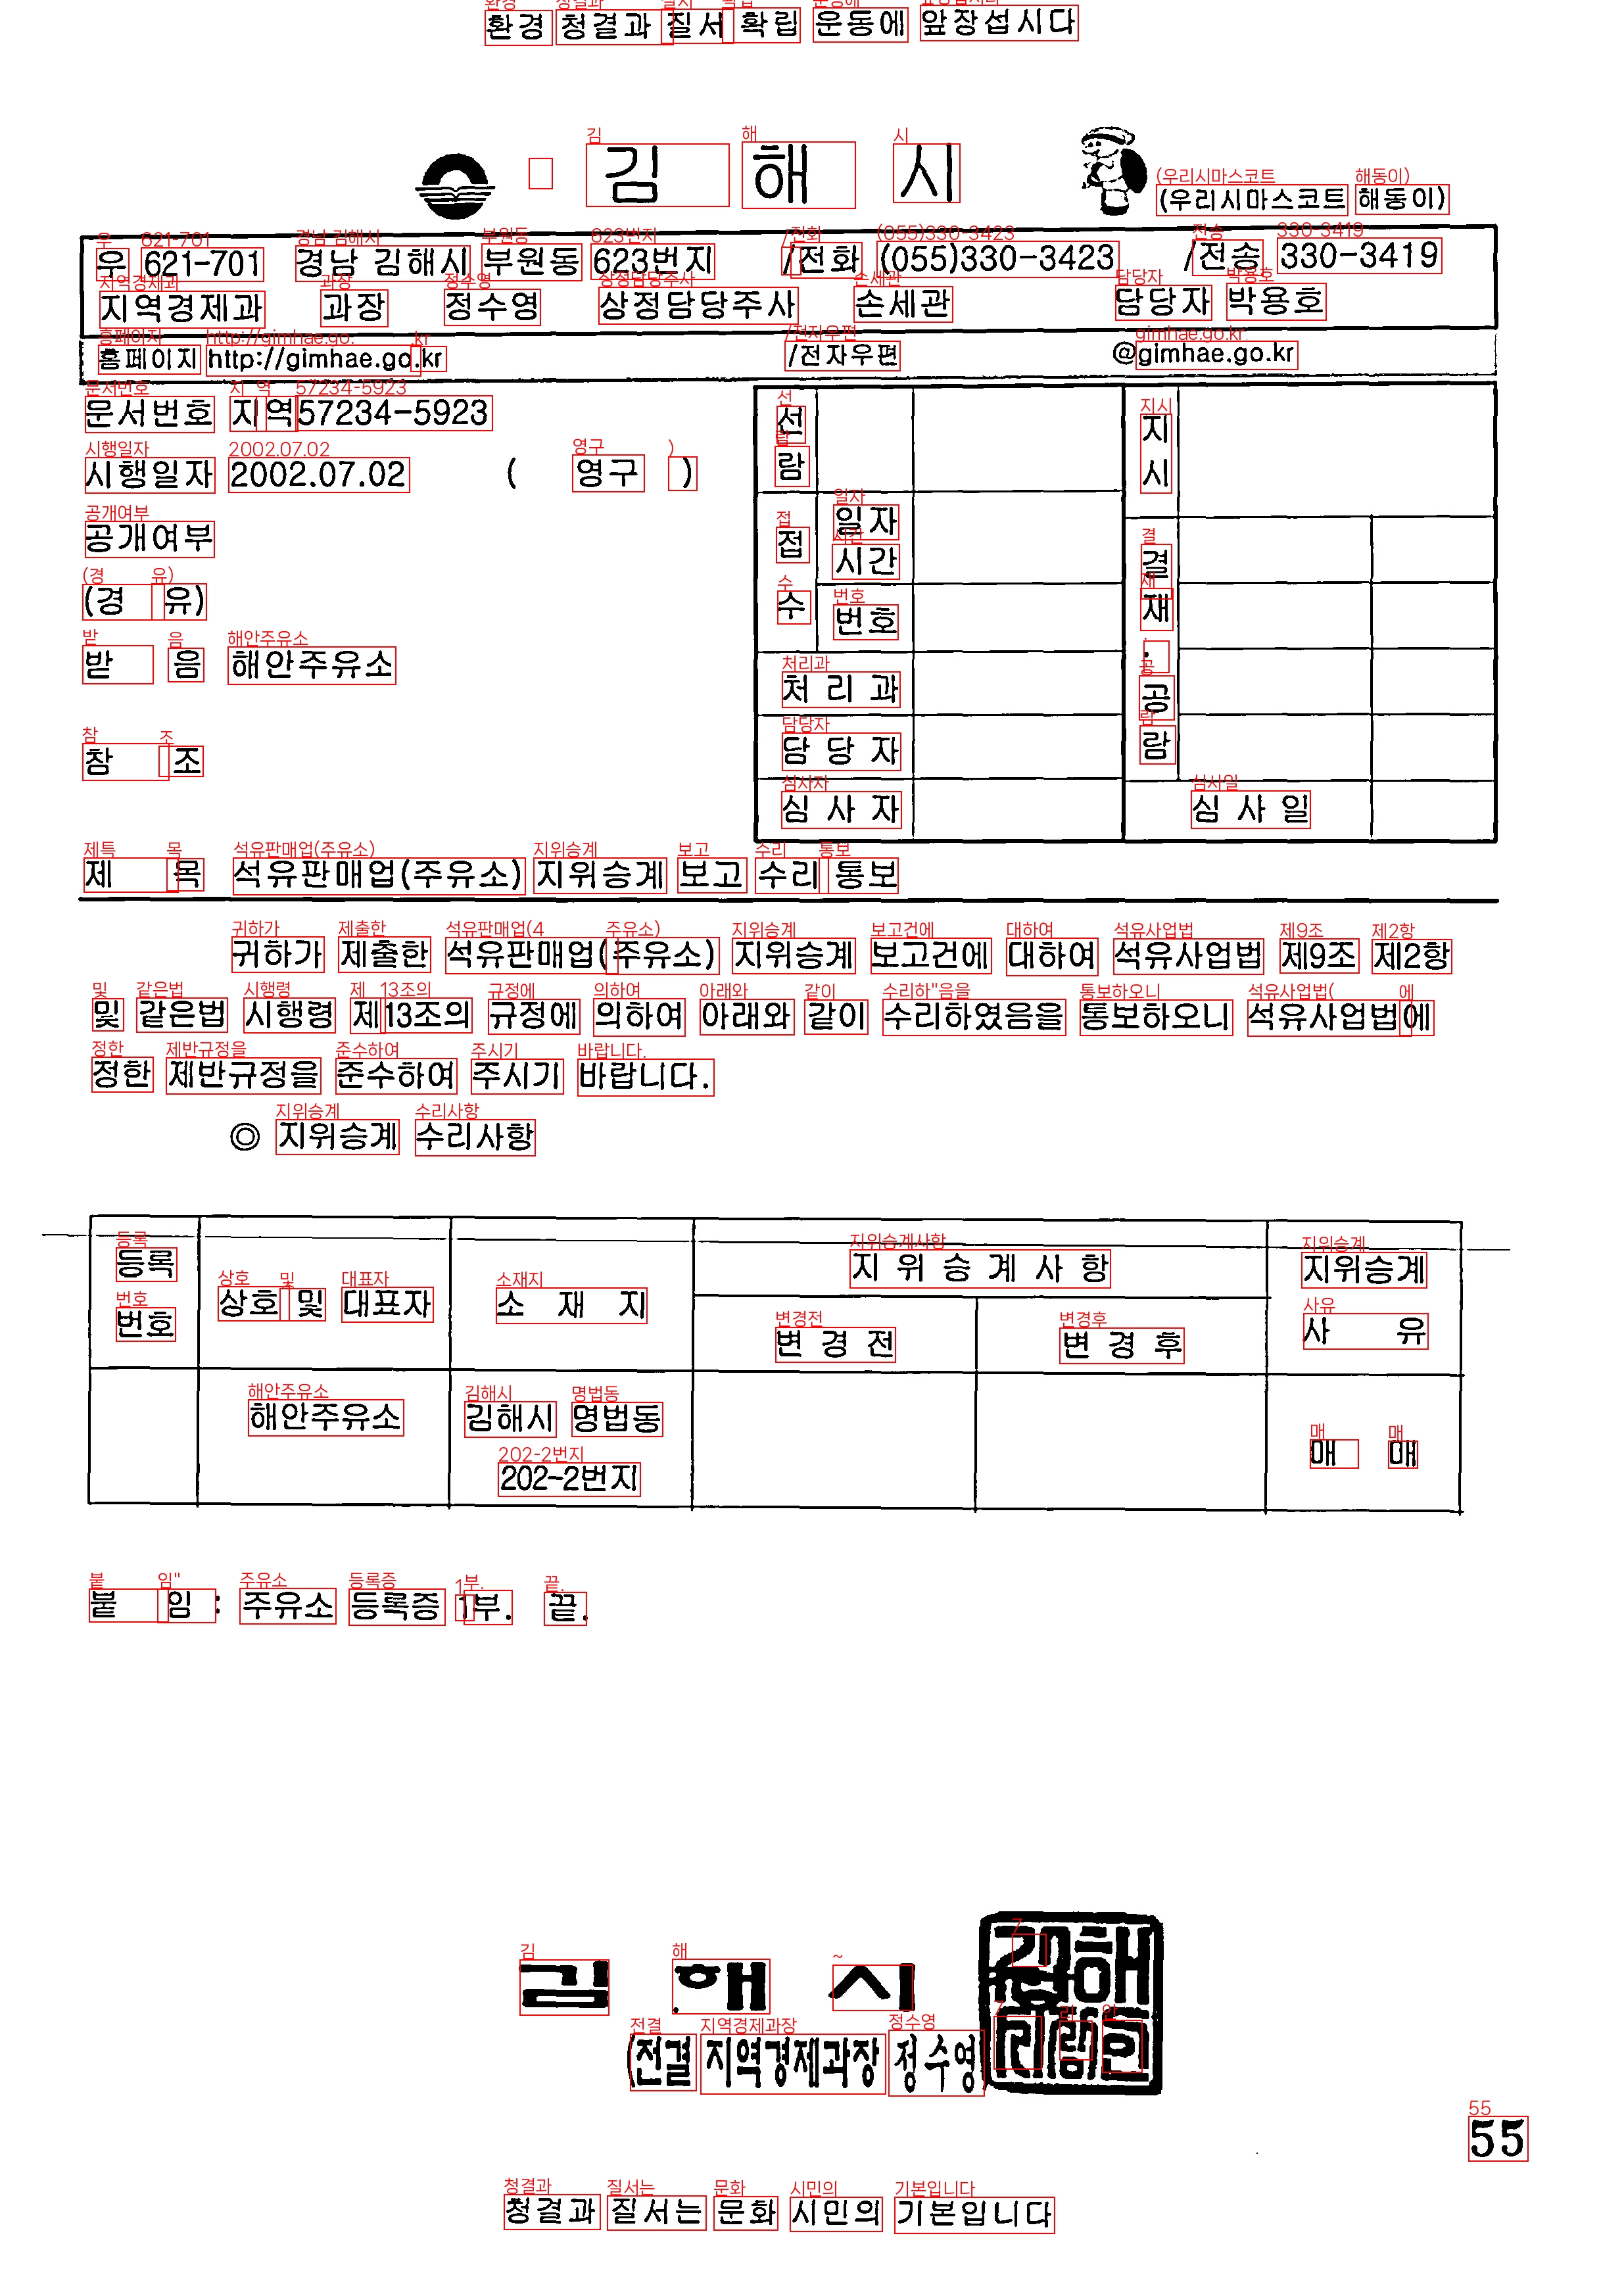 환경 청결과 질서 확립 운동에 앞장섭시다
김 해 시
(우리시마스코트 해동이)
우 621-701 경남 김해시 부원동 623번지 /전화 (055)330-3423 /전송 330-3419
지역경제과 과장 정수영 상정담당주사 손세관 담당자 박용호
홈페이지 http://gimhae.go.kr /전자우편 @gimhae.go.kr
문서번호 지역57234-5923
시행일자 2002.07.02 ( 영구 )
공개여부
(경 유)
받 음 해안주유소
참 조
선람
지시
접수
일자
시간
번호
결재.공람
처리과
담당자
심사자
심사일
제 목 석유판매업(주유소) 지위승계 보고 수리 통보
귀하가 제출한 석유판매업(주유소) 지위승계 보고건에 대하여 석유사업법 제9조 제2항
및 같은법 시행령 제13조의 규정에 의하여 아래와 같이 수리하였음을 통보하오니 석유사업법에
정한 제반규정을 준수하여 주시기 바랍니다.
◎ 지위승계 수리사항
등록 번호
상호 및 대표자
소 재 지
지 위 승 계 사 항
변 경 전
변 경 후
지위승계 사 유
해안주유소
김해시 명법동 202-2번지
매 매
붙 임 : 주유소 등록증 1부. 끝.
김 해 시
(전결 지역경제과장 정수영)
55
청결과 질서는 문화 시민의 기본입니다